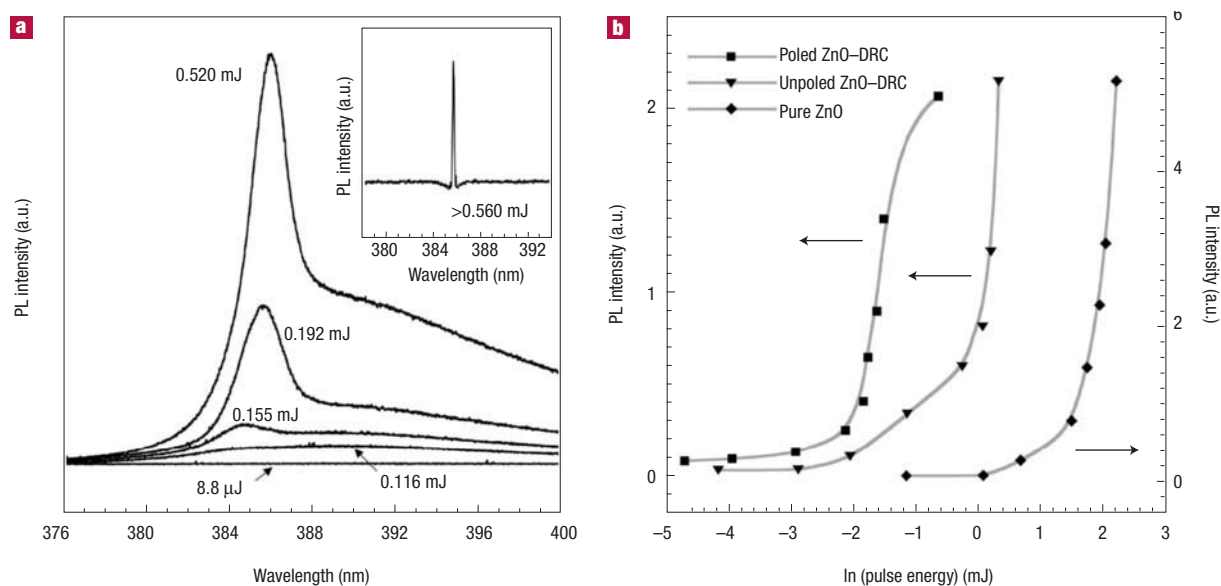 a
PL intensity (a.u.)
0.520 mJ
0.192 mJ
0.155 mJ
8.8 µJ
0.116 mJ
376 380 384 388 392 396 400
Wavelength (nm)
PL intensity (a.u.)
>0.560 mJ
380 384 388 392
Wavelength (nm)
b
Poled ZnO–DRC
Unpoled ZnO–DRC
Pure ZnO
PL intensity (a.u.)
2
1
0
6
4
2
0
PL intensity (a.u.)
–5 –4 –3 –2 –1 0 1 2 3
ln (pulse energy) (mJ)